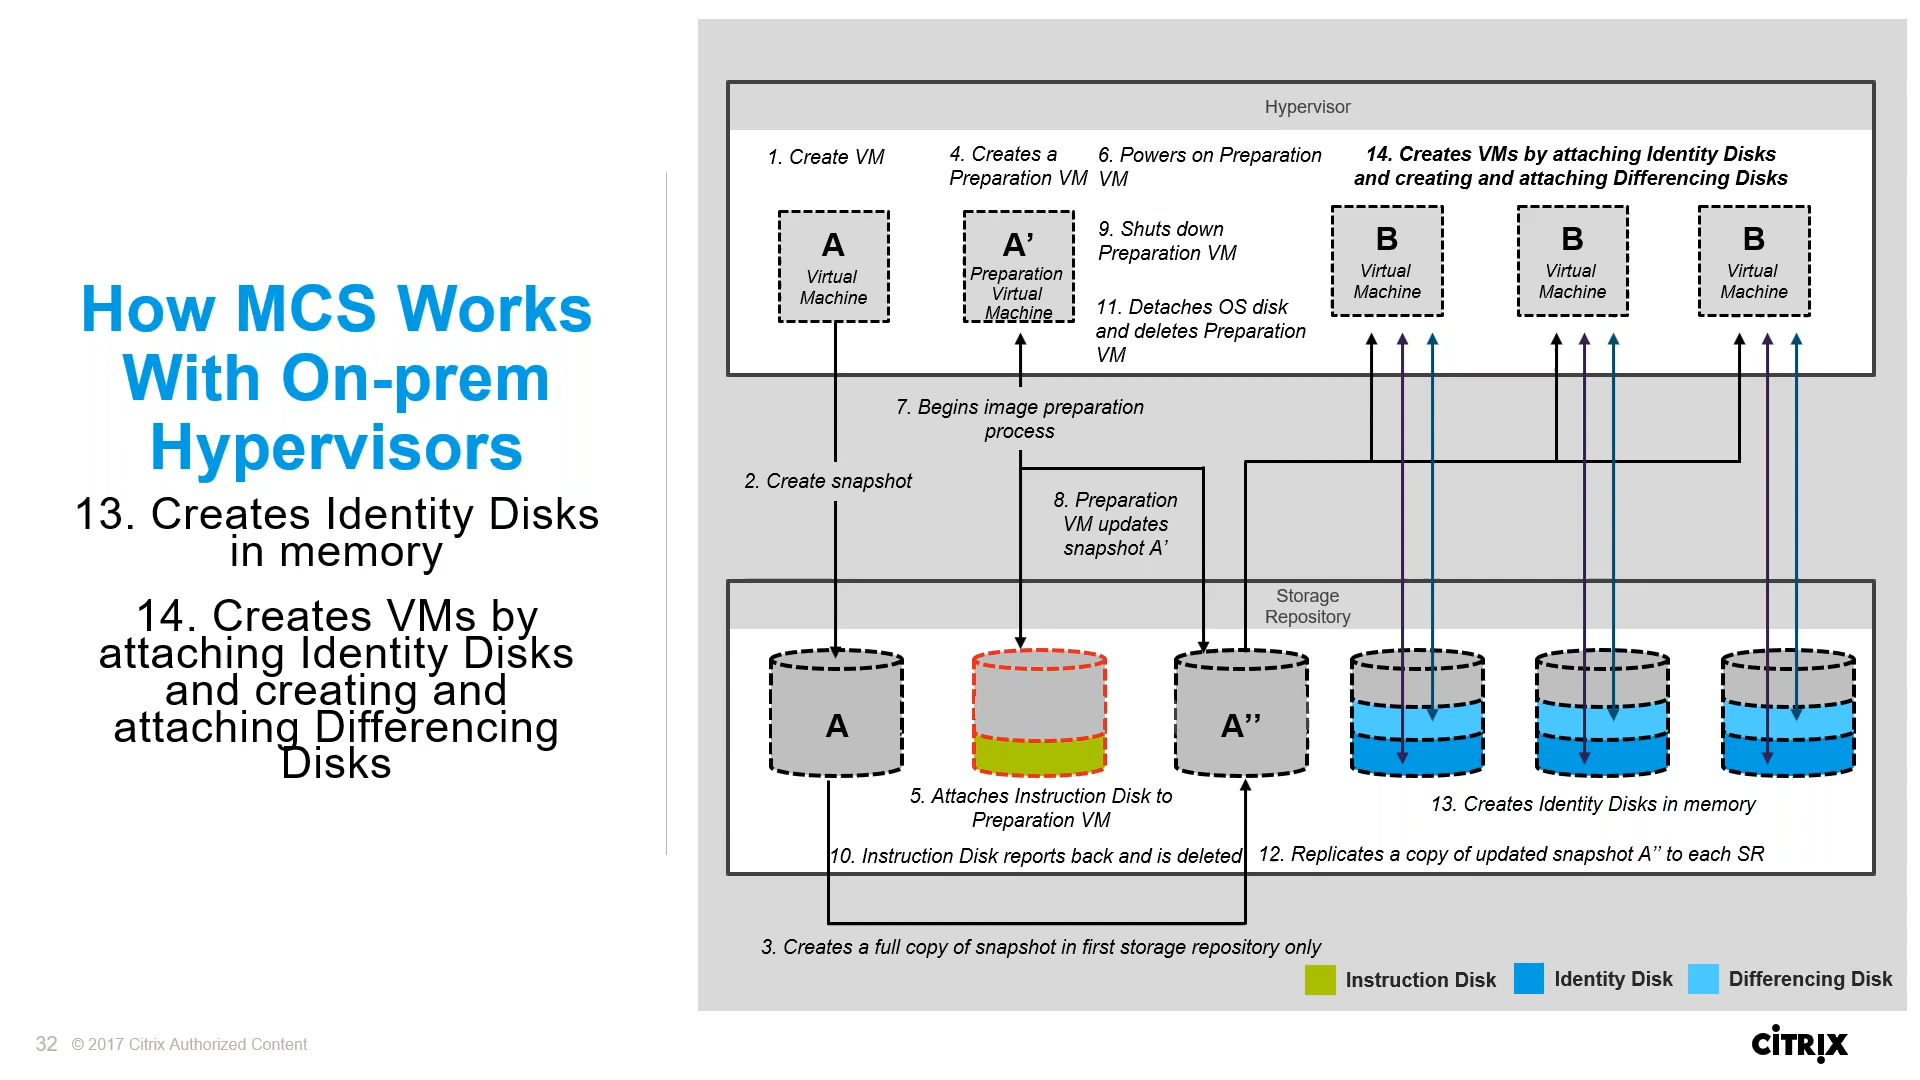 How MCS Works
With On-prem
Hypervisors
13. Creates Identity Disks
in memory
14. Creates VMs by
attaching Identity Disks
and creating and
attaching Differencing
Disks
Hypervisor
1. Create VM
4. Creates a
Preparation VM
6. Powers on Preparation
VM
14. Creates VMs by attaching Identity Disks
and creating and attaching Differencing Disks
A
Virtual
Machine
A’
Preparation
Virtual
Machine
9. Shuts down
Preparation VM
11. Detaches OS disk
and deletes Preparation
VM
B
Virtual
Machine
B
Virtual
Machine
B
Virtual
Machine
7. Begins image preparation
process
2. Create snapshot
8. Preparation
VM updates
snapshot A’
Storage
Repository
A
A’’
5. Attaches Instruction Disk to
Preparation VM
13. Creates Identity Disks in memory
10. Instruction Disk reports back and is deleted
12. Replicates a copy of updated snapshot A’’ to each SR
3. Creates a full copy of snapshot in first storage repository only
Instruction Disk
Identity Disk
Differencing Disk
32 © 2017 Citrix Authorized Content
CITRIX